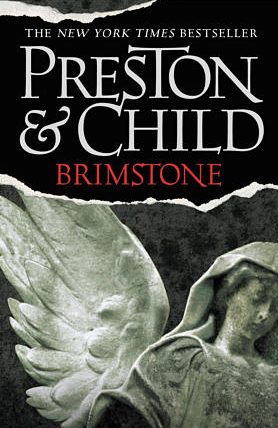 THE NEW YORK TIMES BESTSELLER
PRESTON
& CHILD
BRIMSTONE